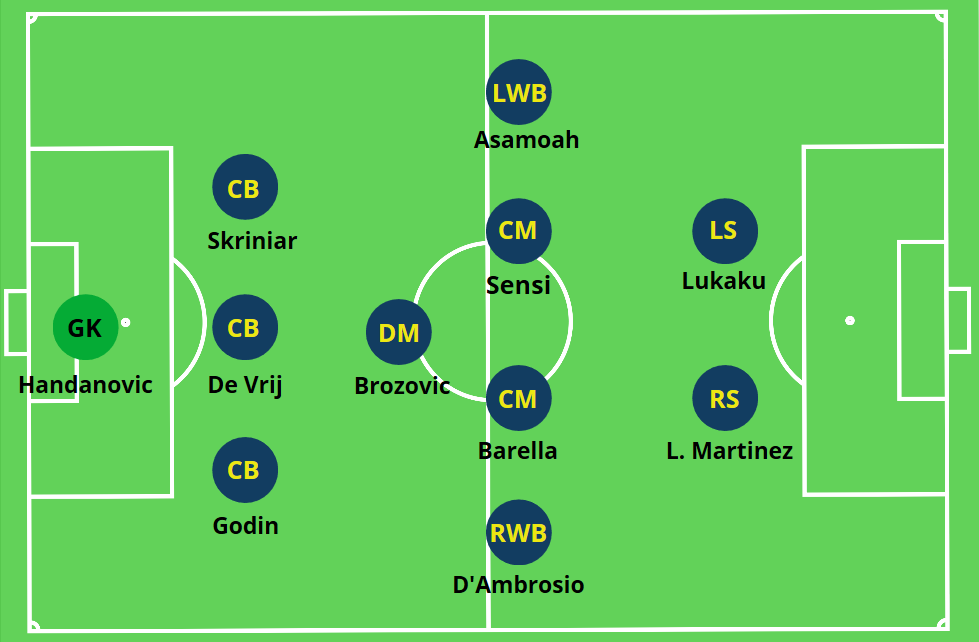 LWB
Asamoah
CB
Skriniar
CM
Sensi
LS
Lukaku
GK
Handanovic
CB
De Vrij
DM
Brozovic
CM
Barella
RS
L. Martinez
CB
Godin
RWB
D'Ambrosio